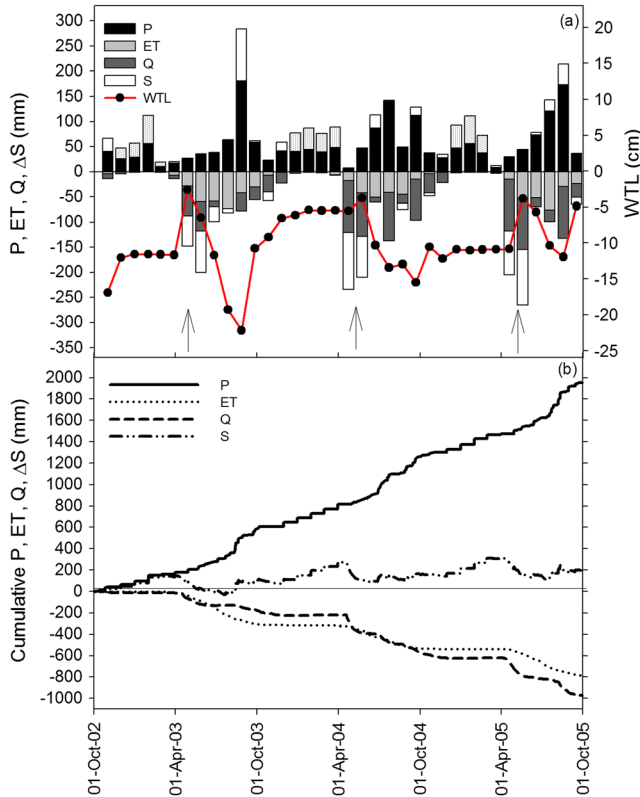 (a)
P
ET
Q
S
WTL
300
250
200
150
100
50
0
-50
-100
-150
-200
-250
-300
-350
P, ET, Q, ΔS (mm)
20
15
10
5
0
-5
-10
-15
-20
-25
WTL (cm)
(b)
P
ET
Q
S
2000
1800
1600
1400
1200
1000
800
600
400
200
0
-200
-400
-600
-800
-1000
Cumulative P, ET, Q, ΔS (mm)
01-Oct-02
01-Apr-03
01-Oct-03
01-Apr-04
01-Oct-04
01-Apr-05
01-Oct-05